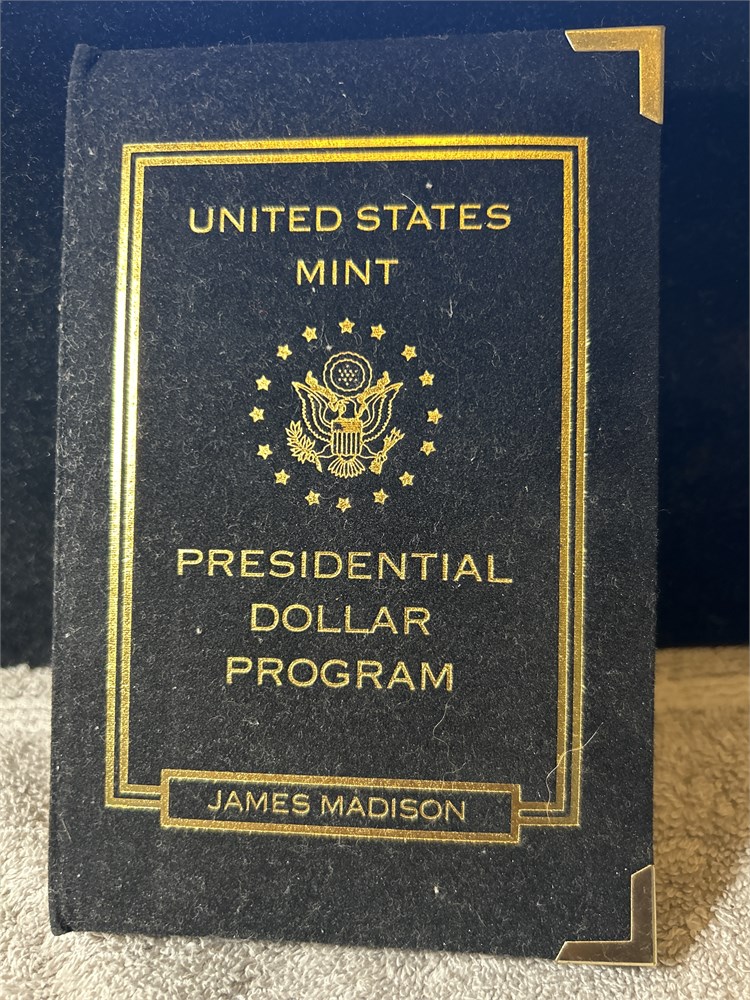 UNITED STATES
MINT
PRESIDENTIAL
DOLLAR
PROGRAM
JAMES MADISON